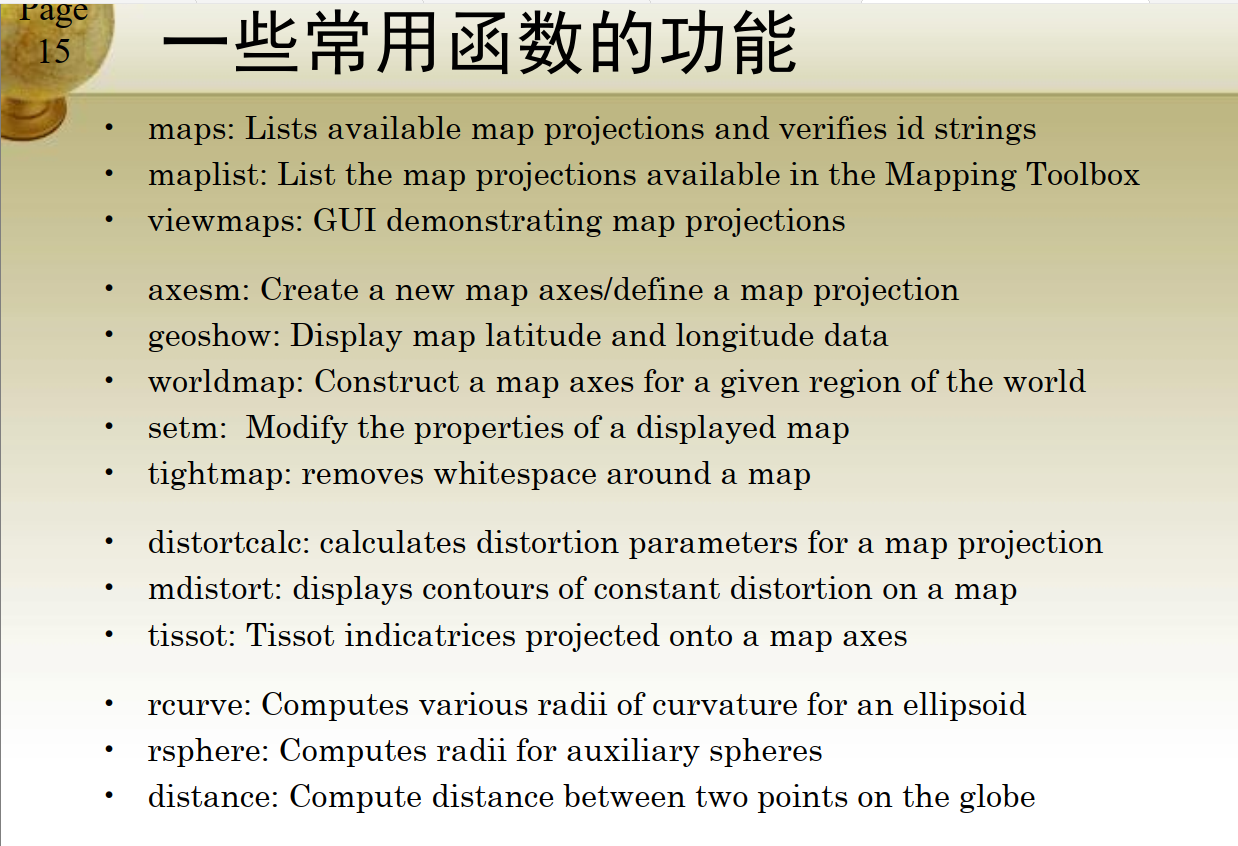 Page
15
一些常用函数的功能
• maps: Lists available map projections and verifies id strings
• maplist: List the map projections available in the Mapping Toolbox
• viewmaps: GUI demonstrating map projections
• axesm: Create a new map axes/define a map projection
• geoshow: Display map latitude and longitude data
• worldmap: Construct a map axes for a given region of the world
• setm:  Modify the properties of a displayed map
• tightmap: removes whitespace around a map
• distortcalc: calculates distortion parameters for a map projection
• mdistort: displays contours of constant distortion on a map
• tissot: Tissot indicatrices projected onto a map axes
• rcurve: Computes various radii of curvature for an ellipsoid
• rsphere: Computes radii for auxiliary spheres
• distance: Compute distance between two points on the globe